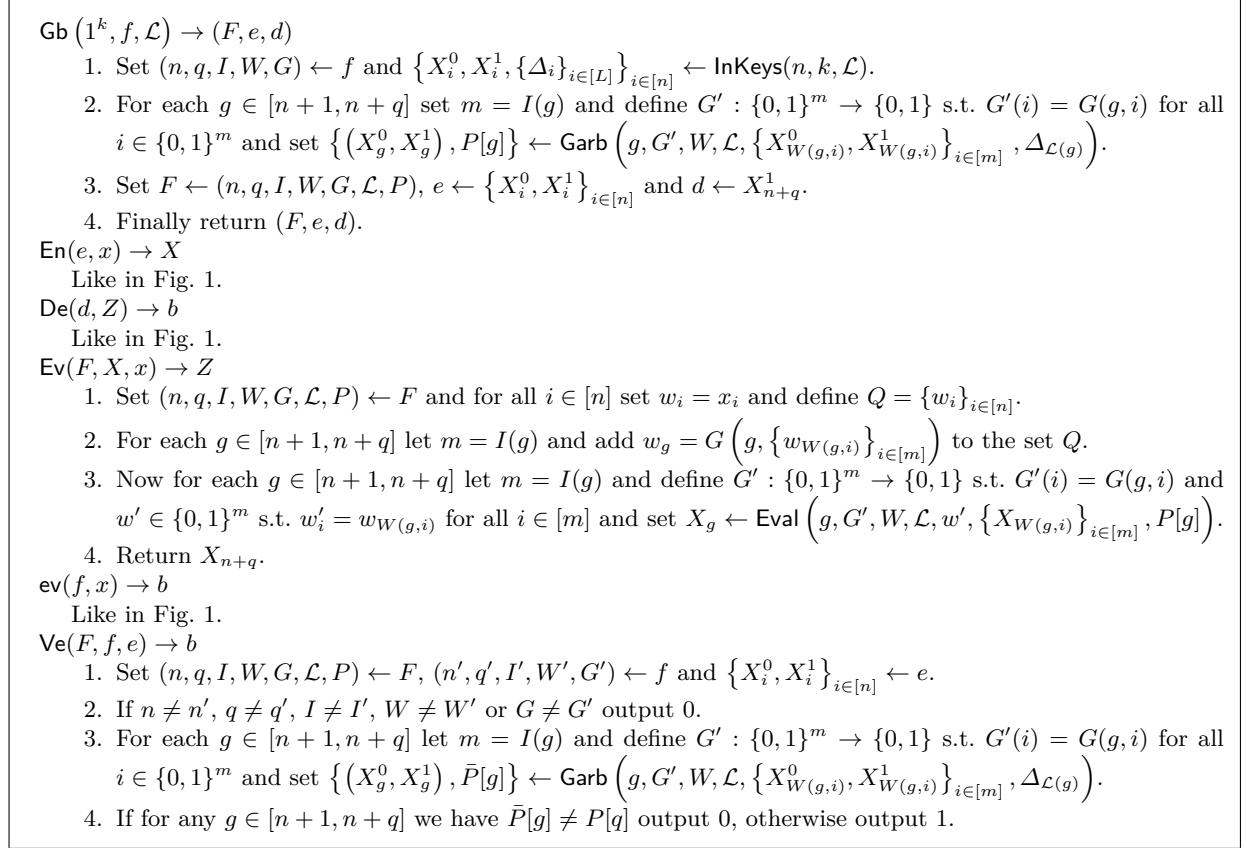 Gb (1^k, f, ℒ) → (F, e, d)
1. Set (n, q, I, W, G) ← f and {X_i^0, X_i^1, {Δ_i}_{i∈[L]}}_{i∈[n]} ← InKeys(n, k, ℒ).
2. For each g ∈ [n + 1, n + q] set m = I(g) and define G′ : {0, 1}^m → {0, 1} s.t. G′(i) = G(g, i) for all
i ∈ {0, 1}^m and set {(X_g^0, X_g^1), P[g]} ← Garb (g, G′, W, ℒ, {X_{W(g,i)}^0, X_{W(g,i)}^1}_{i∈[m]}, Δ_{ℒ(g)}).
3. Set F ← (n, q, I, W, G, ℒ, P), e ← {X_i^0, X_i^1}_{i∈[n]} and d ← X_{n+q}^1.
4. Finally return (F, e, d).
En(e, x) → X
Like in Fig. 1.
De(d, Z) → b
Like in Fig. 1.
Ev(F, X, x) → Z
1. Set (n, q, I, W, G, ℒ, P) ← F and for all i ∈ [n] set w_i = x_i and define Q = {w_i}_{i∈[n]}.
2. For each g ∈ [n + 1, n + q] let m = I(g) and add w_g = G (g, {w_{W(g,i)}}_{i∈[m]}) to the set Q.
3. Now for each g ∈ [n + 1, n + q] let m = I(g) and define G′ : {0, 1}^m → {0, 1} s.t. G′(i) = G(g, i) and
w′ ∈ {0, 1}^m s.t. w′_i = w_{W(g,i)} for all i ∈ [m] and set X_g ← Eval (g, G′, W, ℒ, w′, {X_{W(g,i)}}_{i∈[m]}, P[g]).
4. Return X_{n+q}.
ev(f, x) → b
Like in Fig. 1.
Ve(F, f, e) → b
1. Set (n, q, I, W, G, ℒ, P) ← F, (n′, q′, I′, W′, G′) ← f and {X_i^0, X_i^1}_{i∈[n]} ← e.
2. If n ≠ n′, q ≠ q′, I ≠ I′, W ≠ W′ or G ≠ G′ output 0.
3. For each g ∈ [n + 1, n + q] let m = I(g) and define G′ : {0, 1}^m → {0, 1} s.t. G′(i) = G(g, i) for all
i ∈ {0, 1}^m and set {(X_g^0, X_g^1), P̄[g]} ← Garb (g, G′, W, ℒ, {X_{W(g,i)}^0, X_{W(g,i)}^1}_{i∈[m]}, Δ_{ℒ(g)}).
4. If for any g ∈ [n + 1, n + q] we have P̄[g] ≠ P[q] output 0, otherwise output 1.